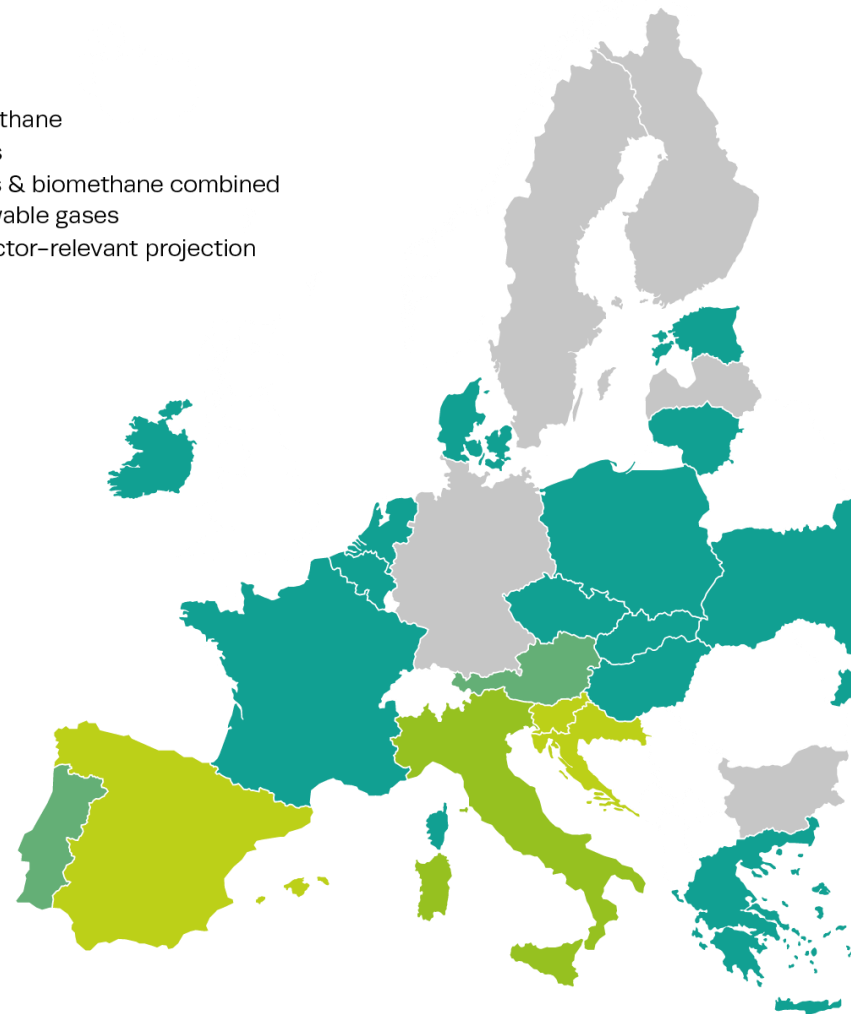 thane
s
s & biomethane combined
vable gases
ctor-relevant projection